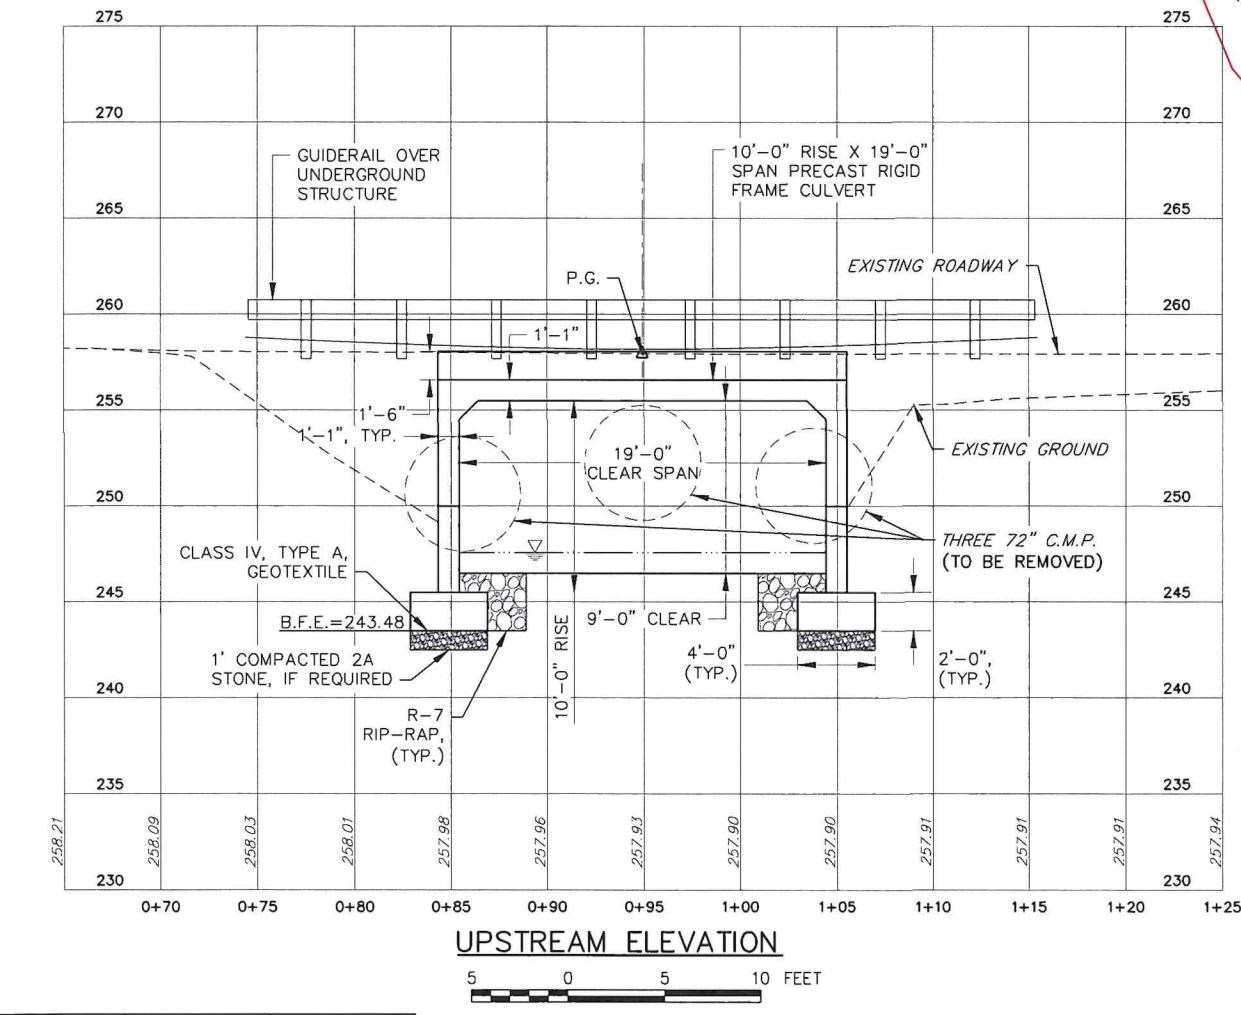 275
275
270
270
GUIDERAIL OVER
UNDERGROUND
STRUCTURE
10'-0" RISE X 19'-0"
SPAN PRECAST RIGID
FRAME CULVERT
265
265
EXISTING ROADWAY
P.G.
260
260
1'-1"
255
255
1'-6"
1'-1", TYP.
19'-0"
CLEAR SPAN
EXISTING GROUND
250
250
THREE 72" C.M.P.
(TO BE REMOVED)
CLASS IV, TYPE A,
GEOTEXTILE
245
245
B.F.E.=243.48
9'-0" CLEAR
10'-0" RISE
4'-0"
(TYP.)
2'-0",
(TYP.)
1' COMPACTED 2A
STONE, IF REQUIRED
240
240
R-7
RIP-RAP,
(TYP.)
235
235
258.21
258.09
258.03
258.01
257.98
257.96
257.93
257.90
257.90
257.91
257.91
257.91
257.94
230
230
0+70
0+75
0+80
0+85
0+90
0+95
1+00
1+05
1+10
1+15
1+20
1+25
UPSTREAM ELEVATION
5 0 5 10 FEET